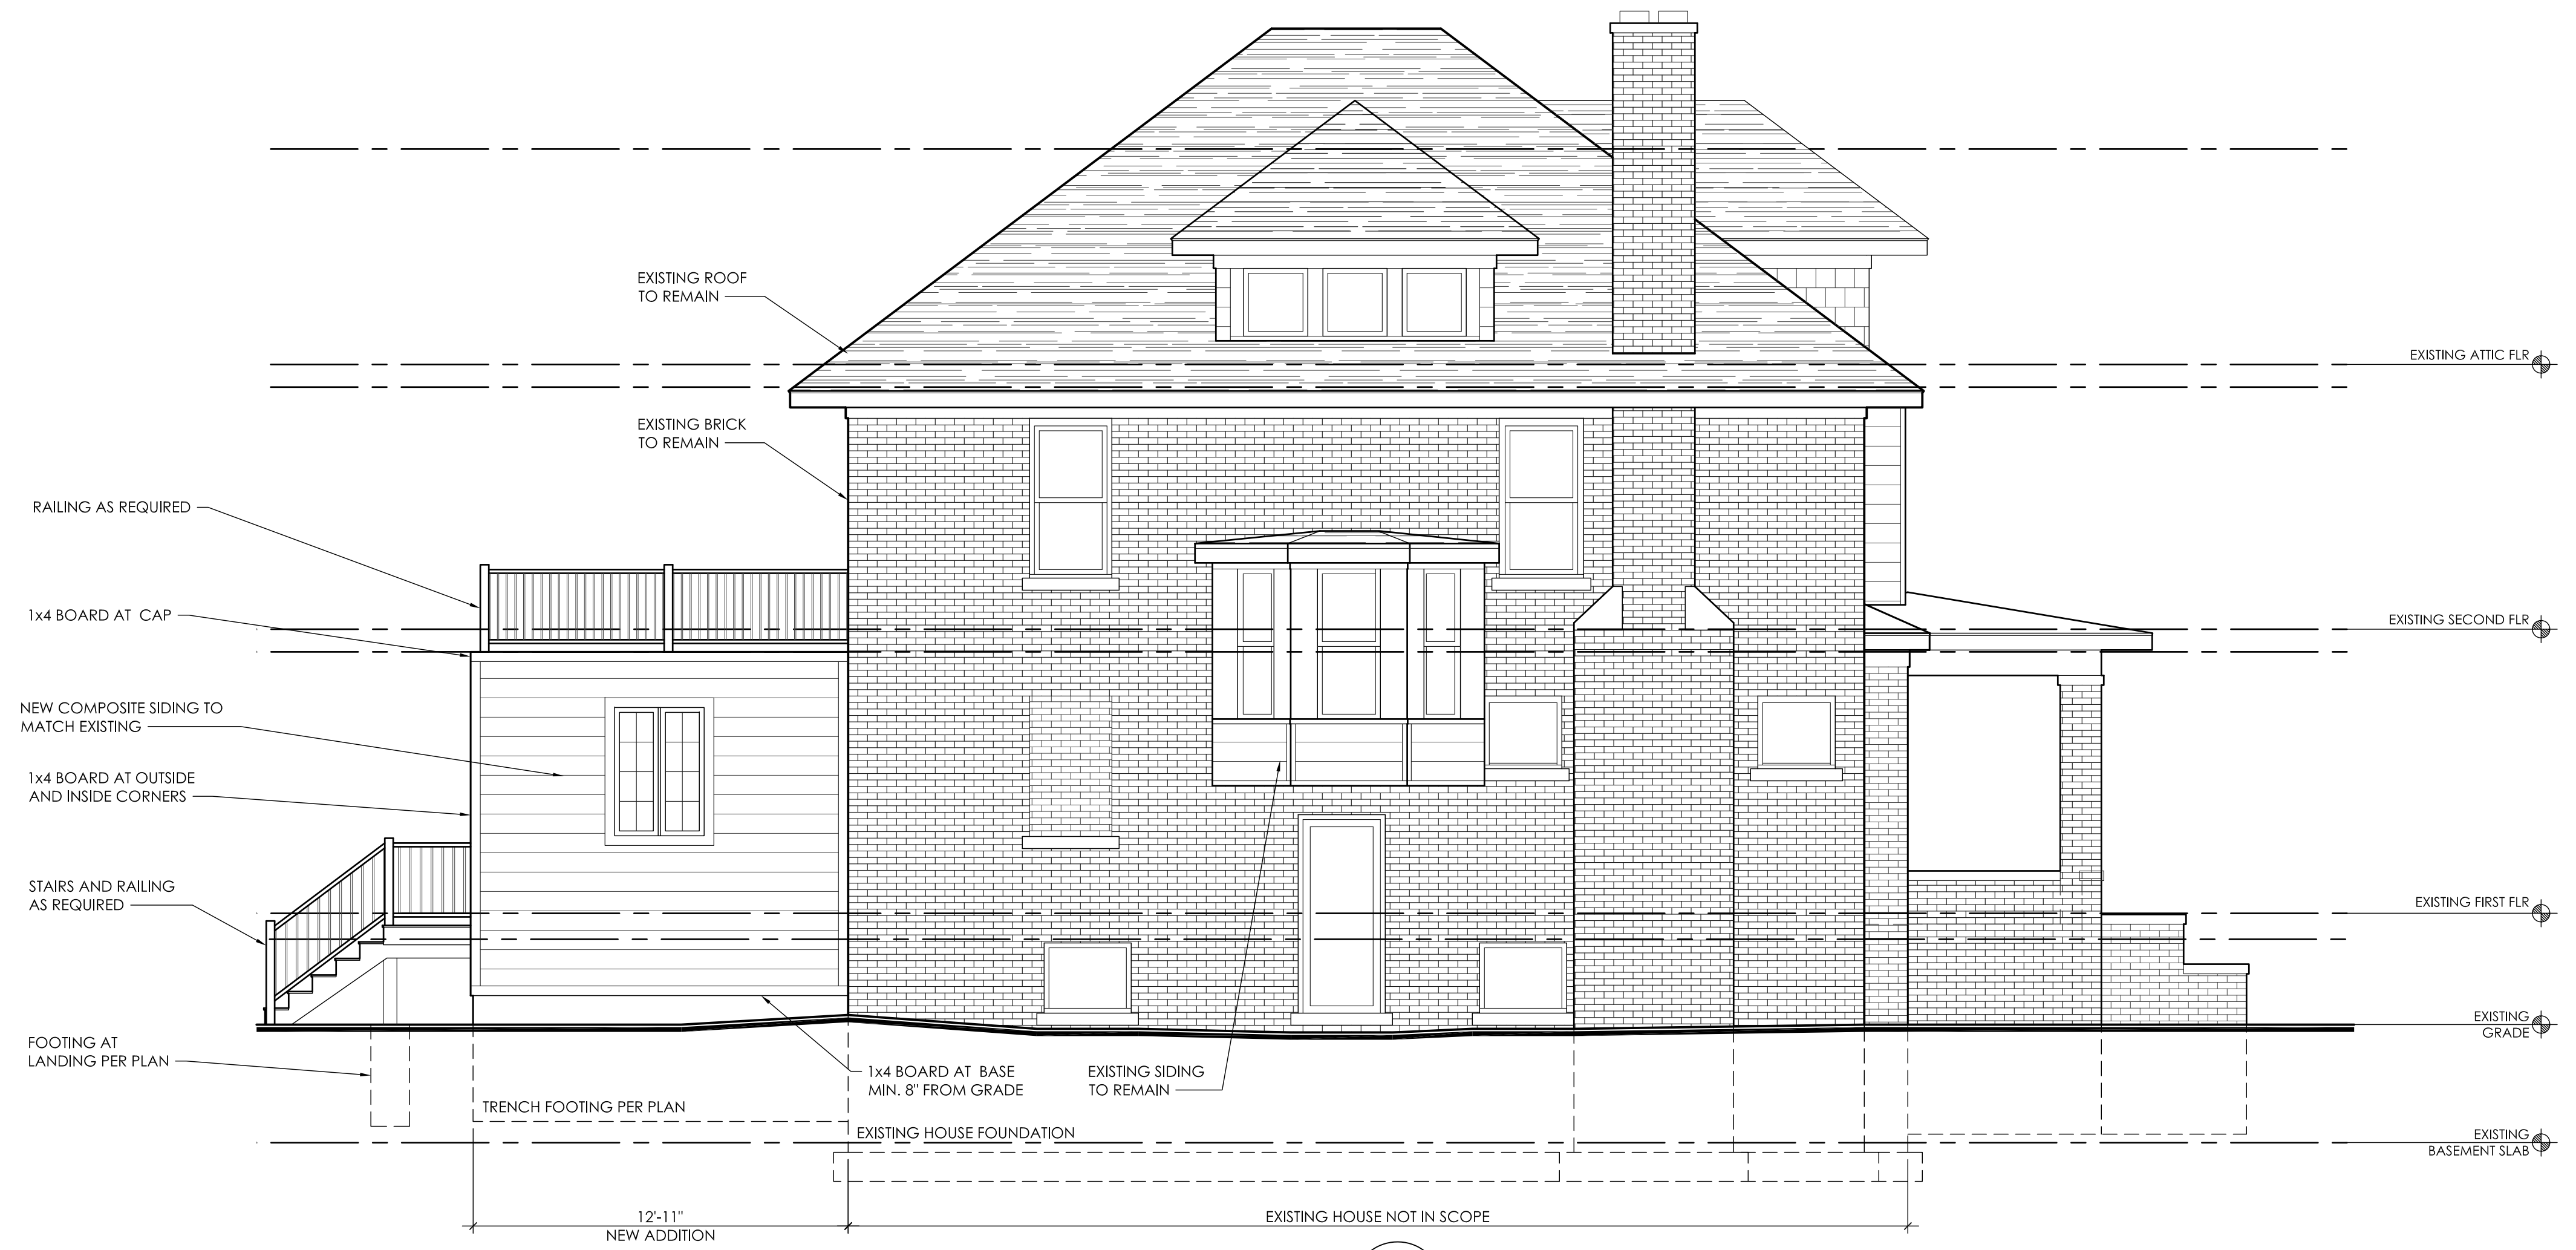 EXISTING ROOF
TO REMAIN
EXISTING ATTIC FLR
EXISTING BRICK
TO REMAIN
RAILING AS REQUIRED
1x4 BOARD AT CAP
EXISTING SECOND FLR
NEW COMPOSITE SIDING TO
MATCH EXISTING
1x4 BOARD AT OUTSIDE
AND INSIDE CORNERS
STAIRS AND RAILING
AS REQUIRED
EXISTING FIRST FLR
EXISTING
GRADE
FOOTING AT
LANDING PER PLAN
1x4 BOARD AT BASE
MIN. 8" FROM GRADE
EXISTING SIDING
TO REMAIN
TRENCH FOOTING PER PLAN
EXISTING HOUSE FOUNDATION
EXISTING
BASEMENT SLAB
12'-11"
NEW ADDITION
EXISTING HOUSE NOT IN SCOPE